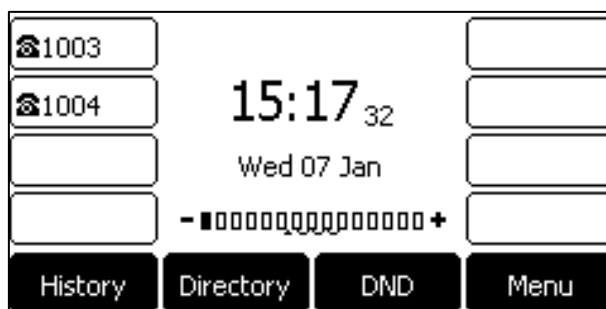 ☎1003
☎1004
15:17 32
Wed 07 Jan
- +
History Directory DND Menu